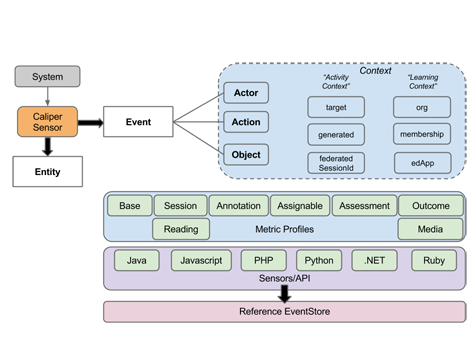 Context
System
"Activity
Context"
"Learning
Context"
Actor
target
org
Caliper
Sensor
Event
Action
generated
membership
Object
federated
SessionId
edApp
Entity
Base
Session
Annotation
Assignable
Assessment
Outcome
Reading
Metric Profiles
Media
Java
Javascript
PHP
Python
.NET
Ruby
Sensors/API
Reference EventStore